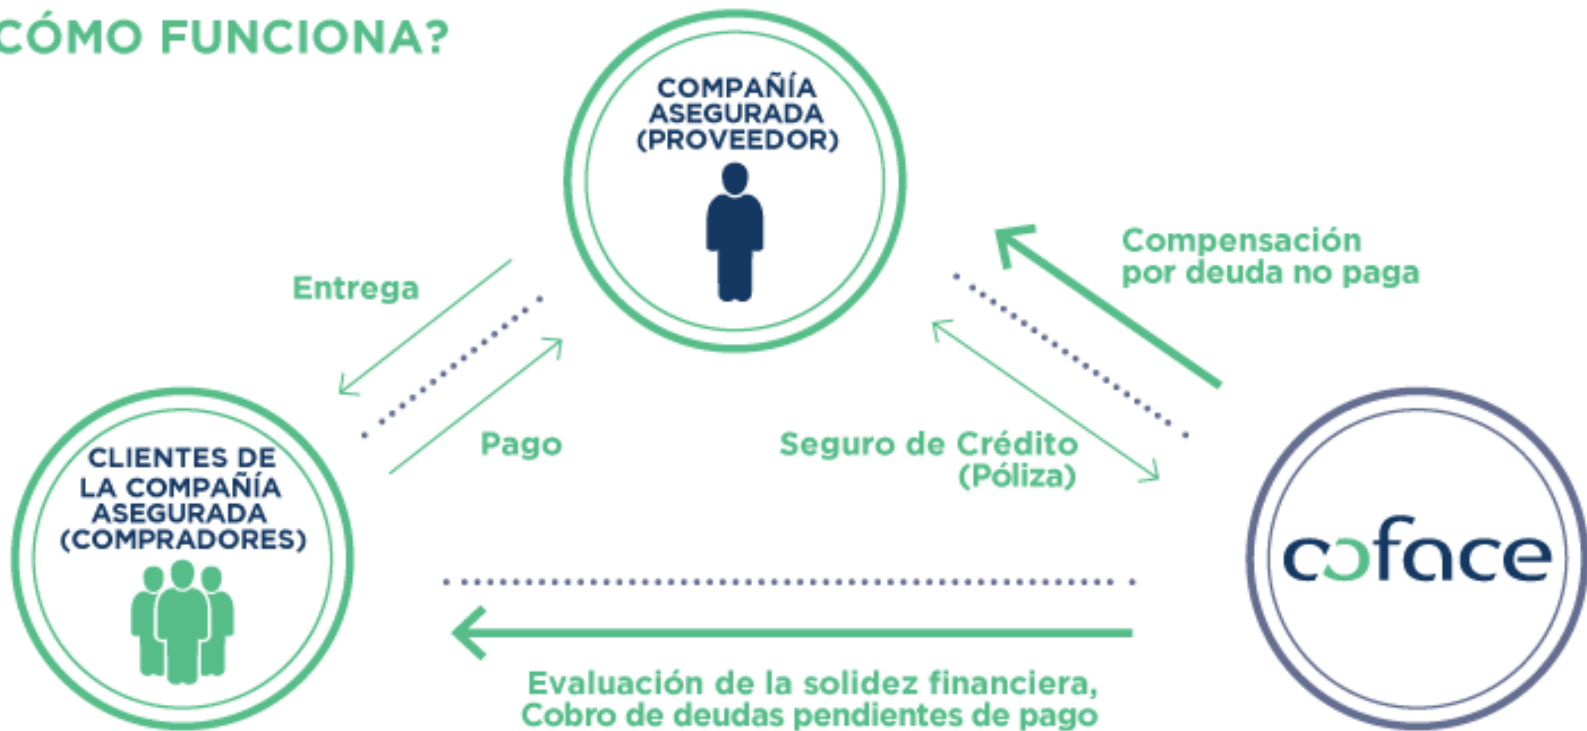 CÓMO FUNCIONA?
COMPAÑÍA
ASEGURADA
(PROVEEDOR)
Compensación
por deuda no paga
Entrega
Pago
Seguro de Crédito
(Póliza)
CLIENTES DE
LA COMPAÑÍA
ASEGURADA
(COMPRADORES)
coface
Evaluación de la solidez financiera,
Cobro de deudas pendientes de pago